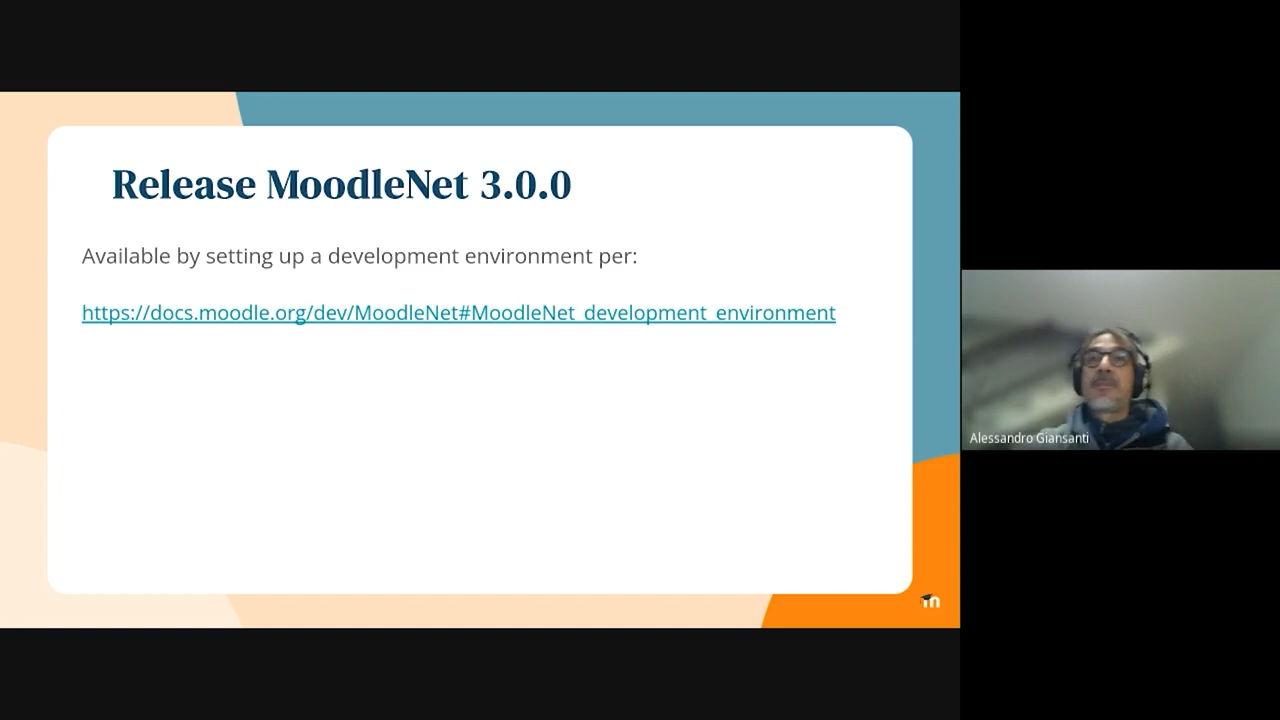 Release MoodleNet 3.0.0
Available by setting up a development environment per:
https://docs.moodle.org/dev/MoodleNet#MoodleNet_development_environment
Alessandro Giansanti
m